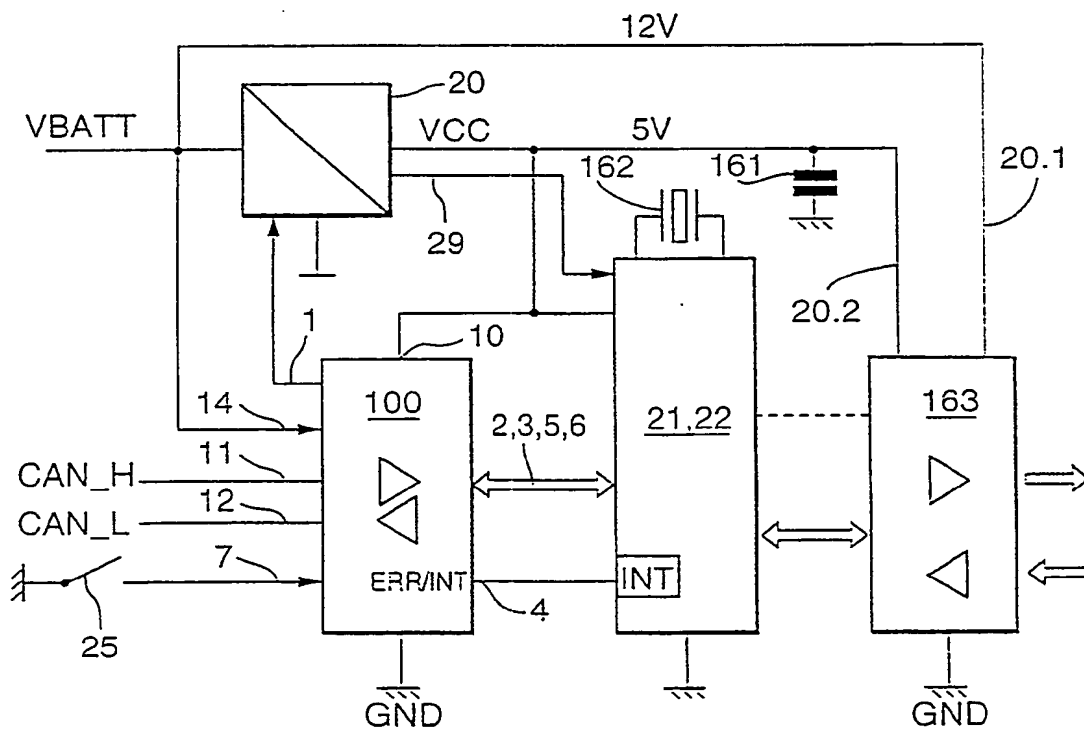 12V
20
VBATT
VCC
5V
162
161
20.1
29
20.2
1
10
100
21,22
163
14
2,3,5,6
CAN_H
11
CAN_L
12
7
ERR/INT
INT
4
25
GND
GND